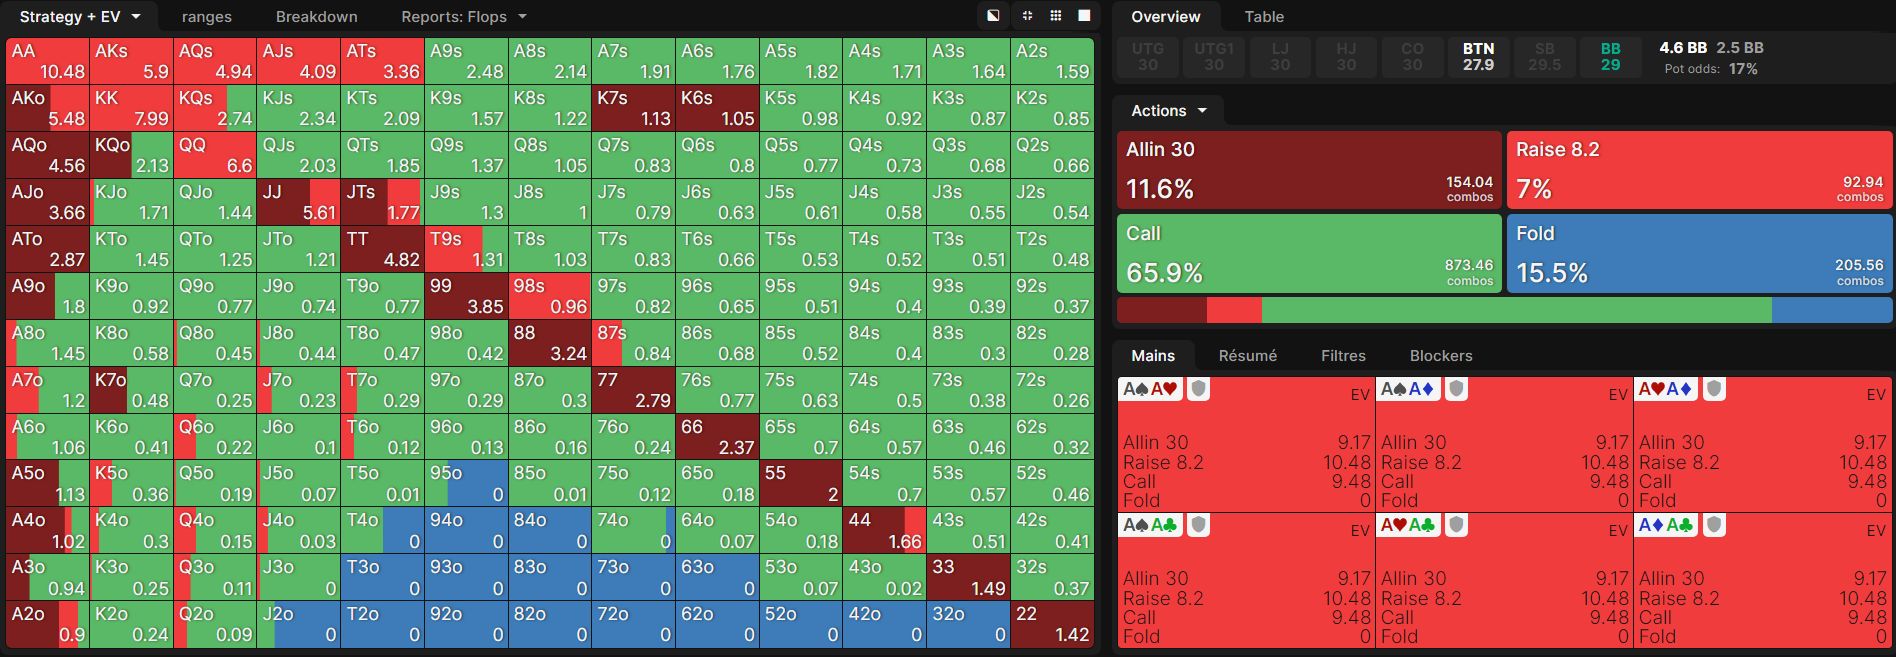 Strategy + EV ranges Breakdown Reports: Flops
AA AKs AQs AJs ATs A9s A8s A7s A6s A5s A4s A3s A2s
10.48 5.9 4.94 4.09 3.36 2.48 2.14 1.91 1.76 1.82 1.71 1.64 1.59
AKo KK KQs KJs KTs K9s K8s K7s K6s K5s K4s K3s K2s
5.48 7.99 2.74 2.34 2.09 1.57 1.22 1.13 1.05 0.98 0.92 0.87 0.85
AQo KQo QQ QJs QTs Q9s Q8s Q7s Q6s Q5s Q4s Q3s Q2s
4.56 2.13 6.6 2.03 1.85 1.37 1.05 0.83 0.8 0.77 0.73 0.68 0.66
AJo KJo QJo JJ JTs J9s J8s J7s J6s J5s J4s J3s J2s
3.66 1.71 1.44 5.61 1.77 1.3 1 0.79 0.63 0.61 0.58 0.55 0.54
ATo KTo QTo JTo TT T9s T8s T7s T6s T5s T4s T3s T2s
2.87 1.45 1.25 1.21 4.82 1.31 1.03 0.83 0.66 0.53 0.52 0.51 0.48
A9o K9o Q9o J9o T9o 99 98s 97s 96s 95s 94s 93s 92s
1.8 0.92 0.77 0.74 0.77 3.85 0.96 0.82 0.65 0.51 0.4 0.39 0.37
A8o K8o Q8o J8o T8o 98o 88 87s 86s 85s 84s 83s 82s
1.45 0.58 0.45 0.44 0.47 0.42 3.24 0.84 0.68 0.52 0.4 0.3 0.28
A7o K7o Q7o J7o T7o 97o 87o 77 76s 75s 74s 73s 72s
1.2 0.48 0.25 0.23 0.29 0.29 0.3 2.79 0.77 0.63 0.5 0.38 0.26
A6o K6o Q6o J6o T6o 96o 86o 76o 66 65s 64s 63s 62s
1.06 0.41 0.22 0.1 0.12 0.13 0.16 0.24 2.37 0.7 0.57 0.46 0.32
A5o K5o Q5o J5o T5o 95o 85o 75o 65o 55 54s 53s 52s
1.13 0.36 0.19 0.07 0.01 0 0.01 0.12 0.18 2 0.7 0.57 0.46
A4o K4o Q4o J4o T4o 94o 84o 74o 64o 54o 44 43s 42s
1.02 0.3 0.15 0.03 0 0 0 0 0.07 0.18 1.66 0.51 0.41
A3o K3o Q3o J3o T3o 93o 83o 73o 63o 53o 43o 33 32s
0.94 0.25 0.11 0 0 0 0 0 0 0.07 0.02 1.49 0.37
A2o K2o Q2o J2o T2o 92o 82o 72o 62o 52o 42o 32o 22
0.9 0.24 0.09 0 0 0 0 0 0 0 0 0 1.42
Overview Table
UTG UTG1 LJ HJ CO BTN SB BB
30 30 30 30 30 27.9 29.5 29
4.6 BB 2.5 BB
Pot odds: 17%
Actions
Allin 30
11.6% 154.04
combos
Raise 8.2
7% 92.94
combos
Call
65.9% 873.46
combos
Fold
15.5% 205.56
combos
Mains Résumé Filtres Blockers
A♠A♥ EV A♠A♦ EV A♥A♦ EV
Allin 30 9.17 Allin 30 9.17 Allin 30 9.17
Raise 8.2 10.48 Raise 8.2 10.48 Raise 8.2 10.48
Call 9.48 Call 9.48 Call 9.48
Fold 0 Fold 0 Fold 0
A♠A♣ EV A♥A♣ EV A♦A♣ EV
Allin 30 9.17 Allin 30 9.17 Allin 30 9.17
Raise 8.2 10.48 Raise 8.2 10.48 Raise 8.2 10.48
Call 9.48 Call 9.48 Call 9.48
Fold 0 Fold 0 Fold 0